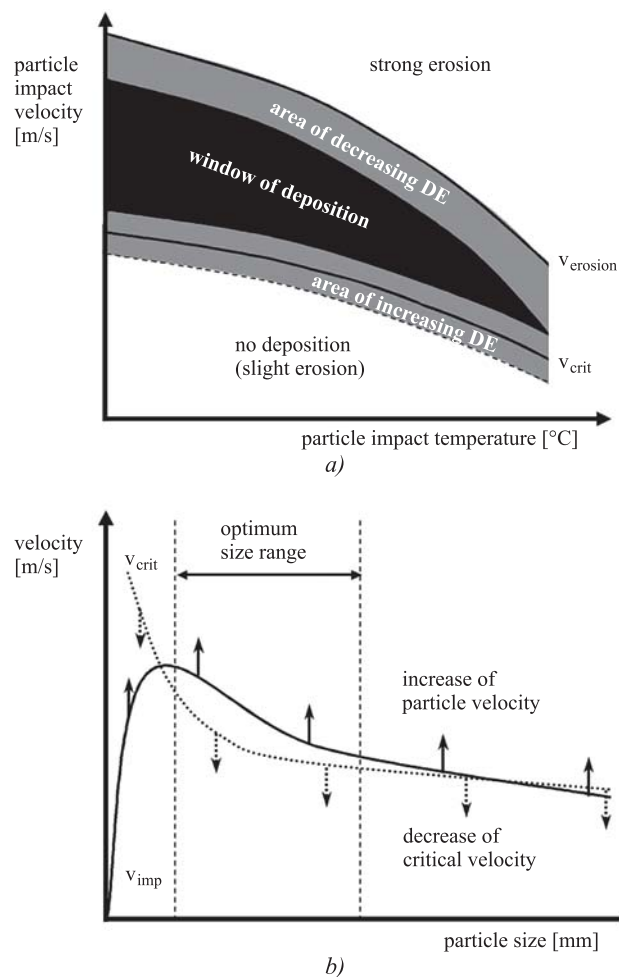 particle
impact
velocity
[m/s]
strong erosion
area of decreasing DE
window of deposition
v_erosion
area of increasing DE
v_crit
no deposition
(slight erosion)
particle impact temperature [°C]
a)
velocity
[m/s]
v_crit
optimum
size range
increase of
particle velocity
decrease of
critical velocity
v_imp
particle size [mm]
b)